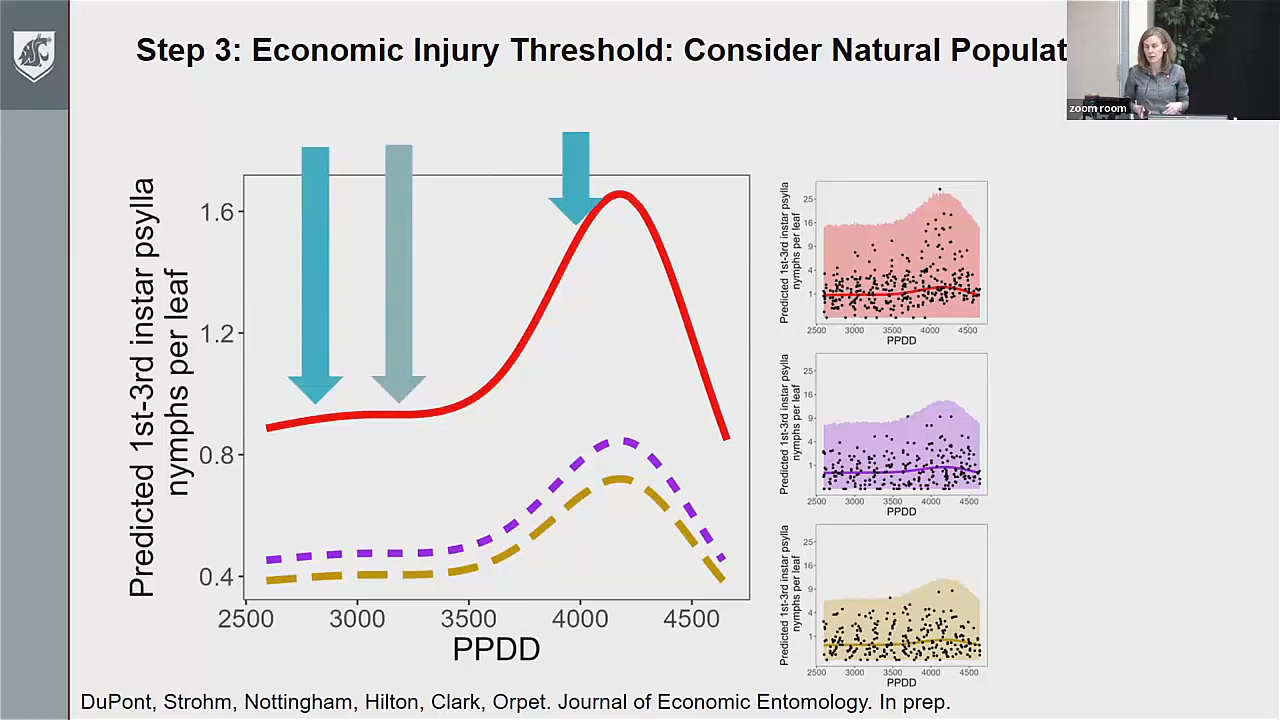 Step 3: Economic Injury Threshold: Consider Natural Populat
zoom room
Predicted 1st-3rd instar psylla
nymphs per leaf
1.6
1.2
0.8
0.4
2500 3000 3500 4000 4500
PPDD
Predicted 1st-3rd instar psylla
nymphs per leaf
25
16
9
4
1
2500 3000 3500 4000 4500
PPDD
Predicted 1st-3rd instar psylla
nymphs per leaf
25
16
9
4
1
2500 3000 3500 4000 4500
PPDD
Predicted 1st-3rd instar psylla
nymphs per leaf
25
16
9
4
1
2500 3000 3500 4000 4500
PPDD
DuPont, Strohm, Nottingham, Hilton, Clark, Orpet. Journal of Economic Entomology. In prep.